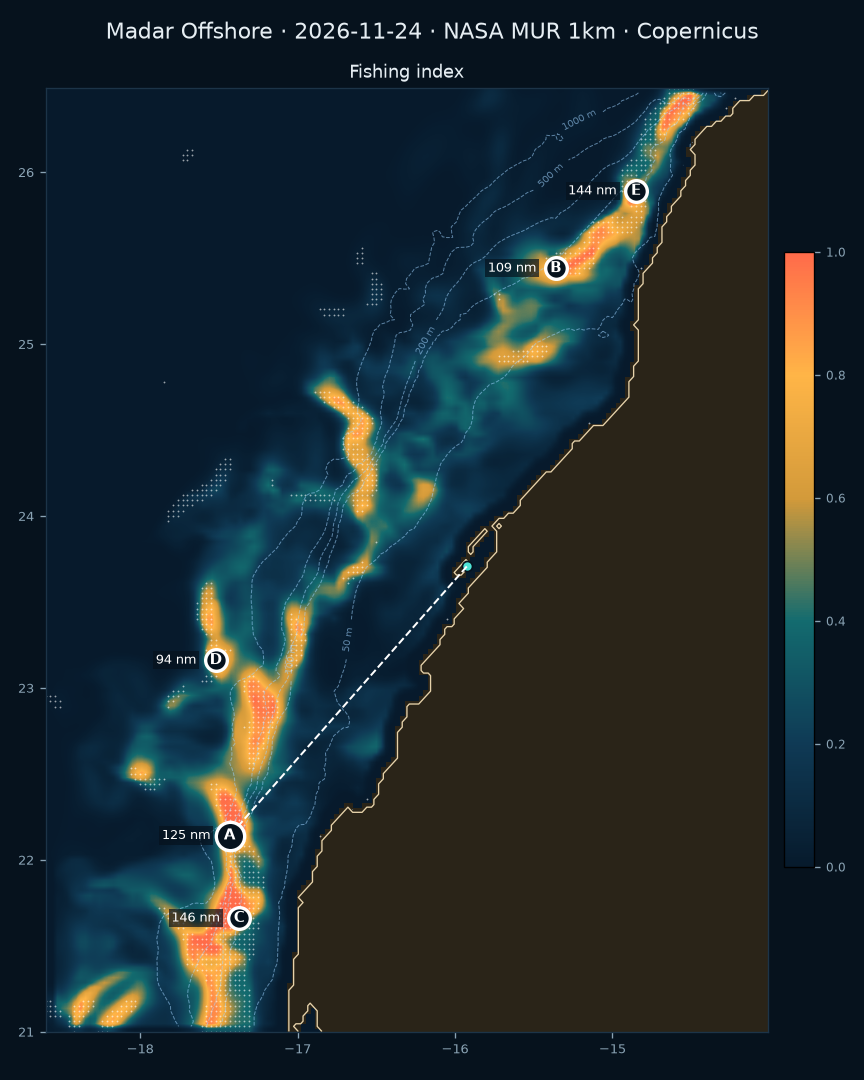 Madar Offshore · 2026-11-24 · NASA MUR 1km · Copernicus
Fishing index
1000 m
500 m
200 m
50 m
144 nm E
109 nm B
94 nm D
125 nm A
146 nm C
26
25
24
23
22
21
−18
−17
−16
−15
1.0
0.8
0.6
0.4
0.2
0.0